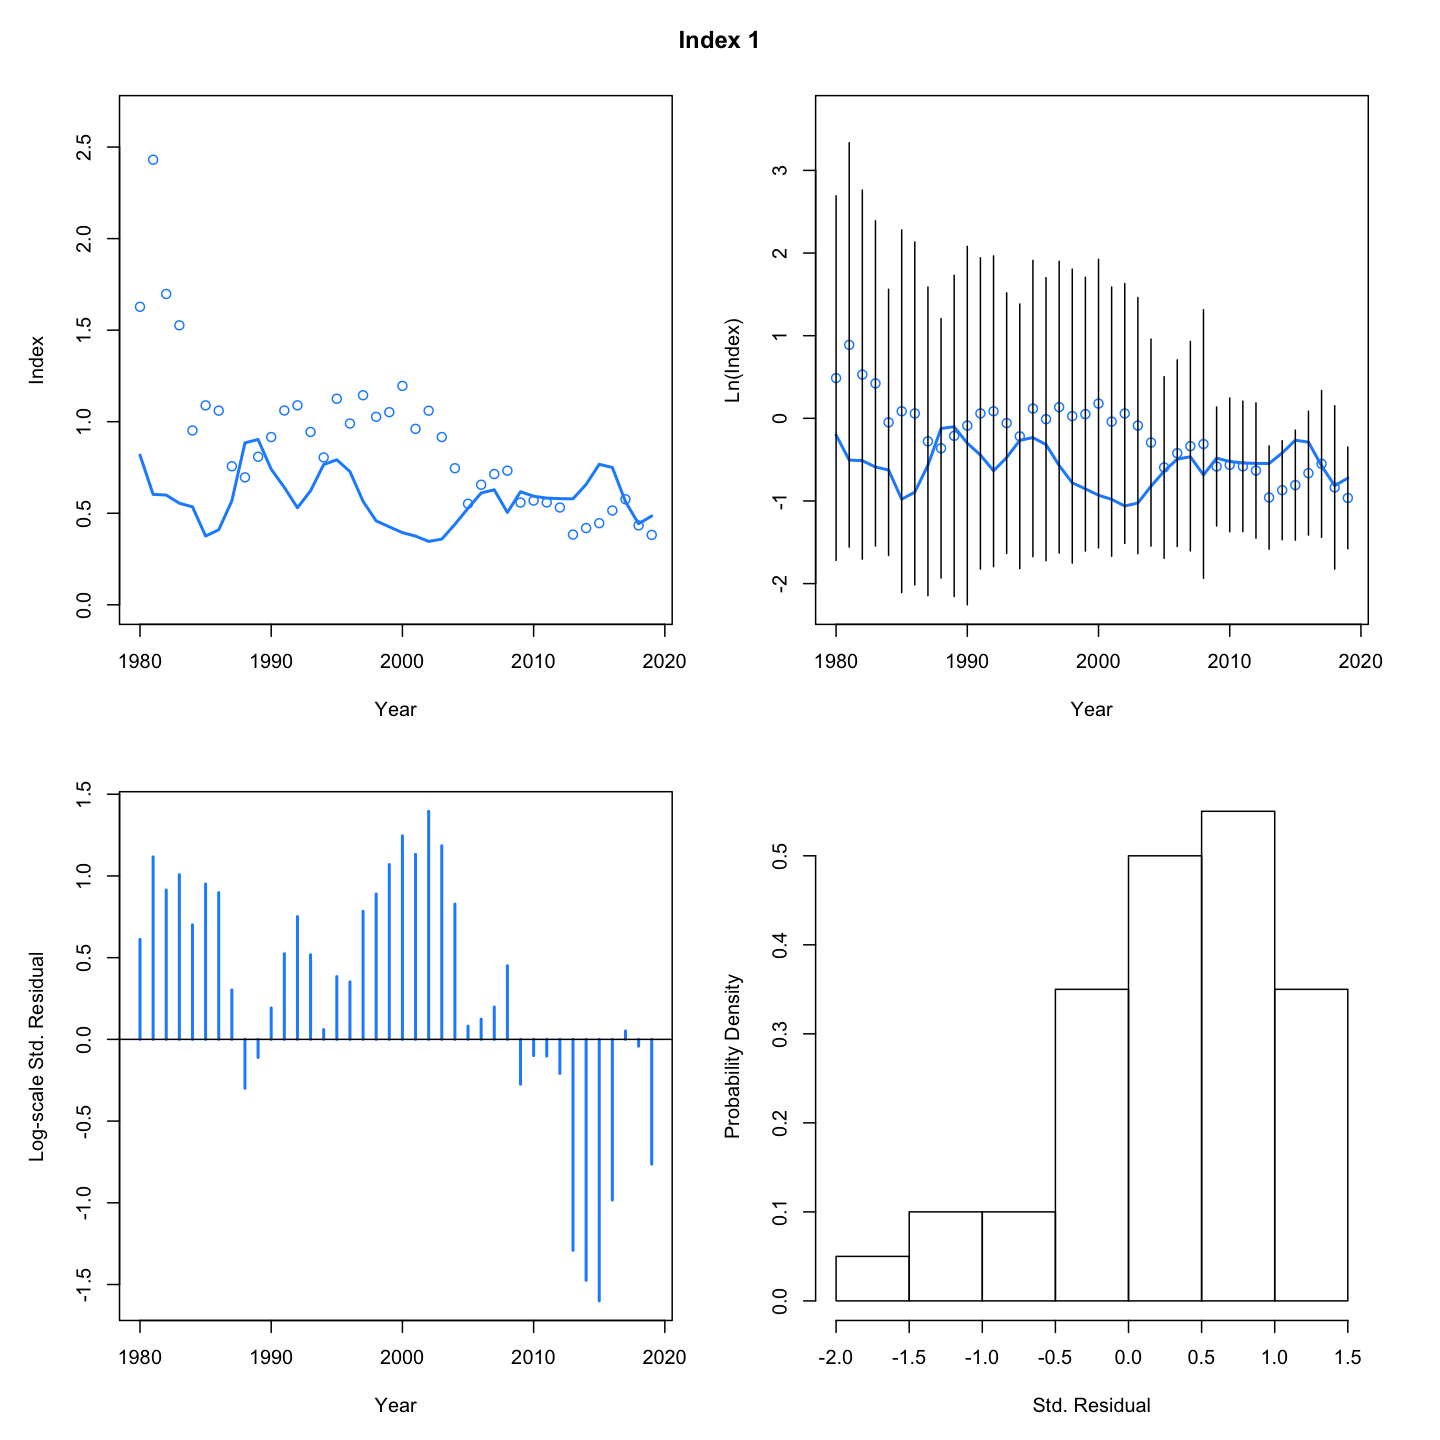 Index 1
Index
2.5
2.0
1.5
1.0
0.5
0.0
1980 1990 2000 2010 2020
Year
Ln(Index)
3
2
1
0
-1
-2
1980 1990 2000 2010 2020
Year
Log-scale Std. Residual
1.5
1.0
0.5
0.0
-0.5
-1.0
-1.5
1980 1990 2000 2010 2020
Year
Probability Density
0.5
0.4
0.3
0.2
0.1
0.0
-2.0 -1.5 -1.0 -0.5 0.0 0.5 1.0 1.5
Std. Residual